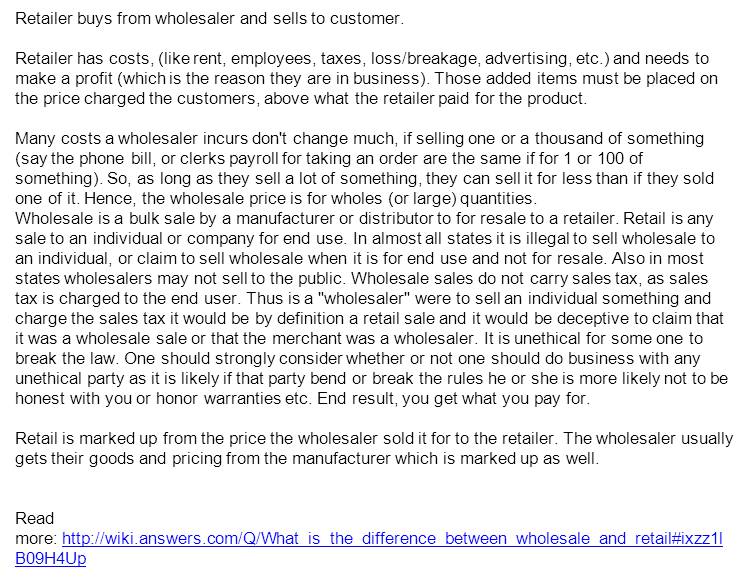 Retailer buys from wholesaler and sells to customer.
Retailer has costs, (like rent, employees, taxes, loss/breakage, advertising, etc.) and needs to
make a profit (which is the reason they are in business). Those added items must be placed on
the price charged the customers, above what the retailer paid for the product.
Many costs a wholesaler incurs don't change much, if selling one or a thousand of something
(say the phone bill, or clerks payroll for taking an order are the same if for 1 or 100 of
something). So, as long as they sell a lot of something, they can sell it for less than if they sold
one of it. Hence, the wholesale price is for wholes (or large) quantities.
Wholesale is a bulk sale by a manufacturer or distributor to for resale to a retailer. Retail is any
sale to an individual or company for end use. In almost all states it is illegal to sell wholesale to
an individual, or claim to sell wholesale when it is for end use and not for resale. Also in most
states wholesalers may not sell to the public. Wholesale sales do not carry sales tax, as sales
tax is charged to the end user. Thus is a "wholesaler" were to sell an individual something and
charge the sales tax it would be by definition a retail sale and it would be deceptive to claim that
it was a wholesale sale or that the merchant was a wholesaler. It is unethical for some one to
break the law. One should strongly consider whether or not one should do business with any
unethical party as it is likely if that party bend or break the rules he or she is more likely not to be
honest with you or honor warranties etc. End result, you get what you pay for.
Retail is marked up from the price the wholesaler sold it for to the retailer. The wholesaler usually
gets their goods and pricing from the manufacturer which is marked up as well.
Read
more: http://wiki.answers.com/Q/What_is_the_difference_between_wholesale_and_retail#ixzz1l
B09H4Up